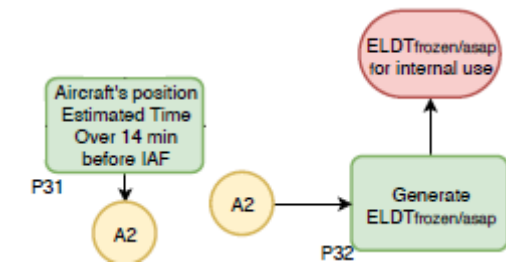 ELDTfrozen/asap
for internal use
Aircraft's position
Estimated Time
Over 14 min
before IAF
P31
A2
A2
Generate
ELDTfrozen/asap
P32